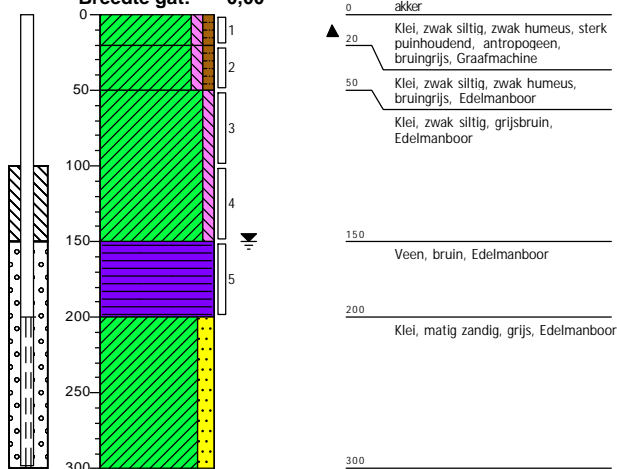 Breedte gat: 0,60
0
50
100
150
200
250
300
1
2
3
4
5
0
akker
Klei, zwak siltig, zwak humeus, sterk
puinhoudend, antropogeen,
bruingrijs, Graafmachine
20
Klei, zwak siltig, zwak humeus,
bruingrijs, Edelmanboor
50
Klei, zwak siltig, grijsbruin,
Edelmanboor
150
Veen, bruin, Edelmanboor
200
Klei, matig zandig, grijs, Edelmanboor
300